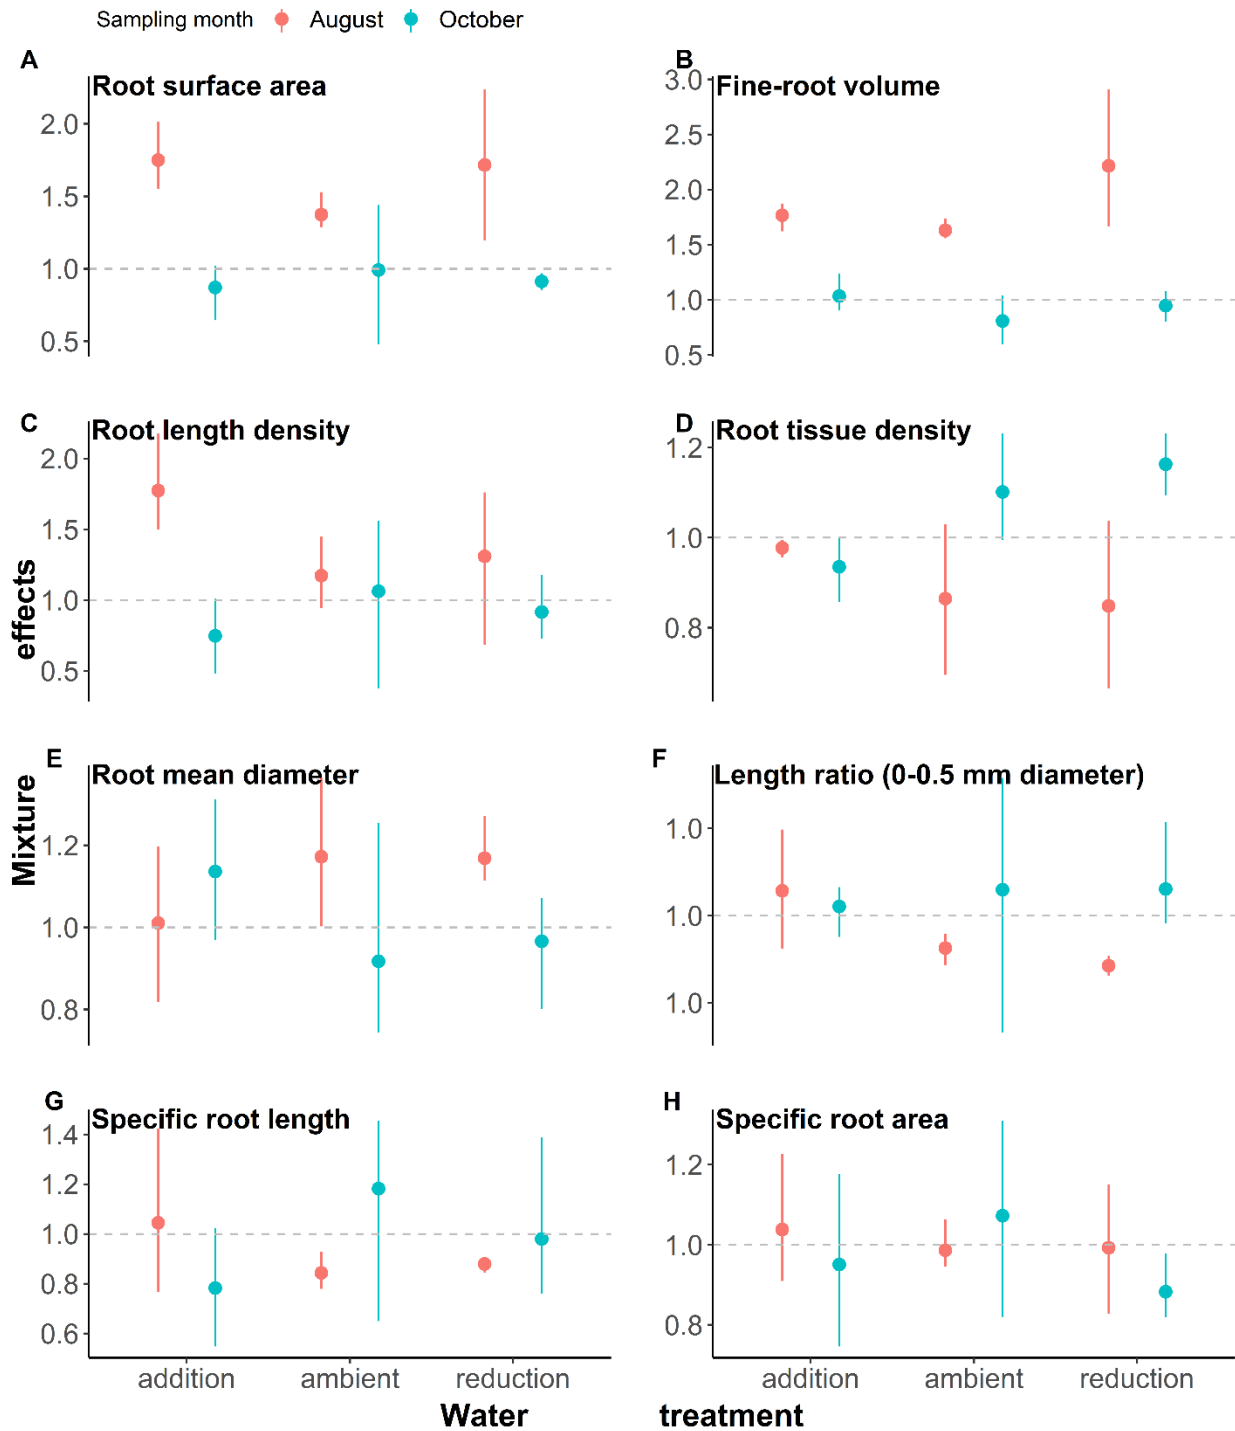 Sampling month August October
A
Root surface area
2.0
1.5
1.0
0.5
B
Fine-root volume
3.0
2.5
2.0
1.5
1.0
0.5
C
Root length density
2.0
1.5
1.0
0.5
D
Root tissue density
1.2
1.0
0.8
E
Root mean diameter
1.2
1.0
0.8
F
Length ratio (0-0.5 mm diameter)
1.0
1.0
1.0
G
Specific root length
1.4
1.0
0.8
0.6
H
Specific root area
1.2
1.0
0.8
Mixture effects
addition ambient reduction
addition ambient reduction
Water treatment